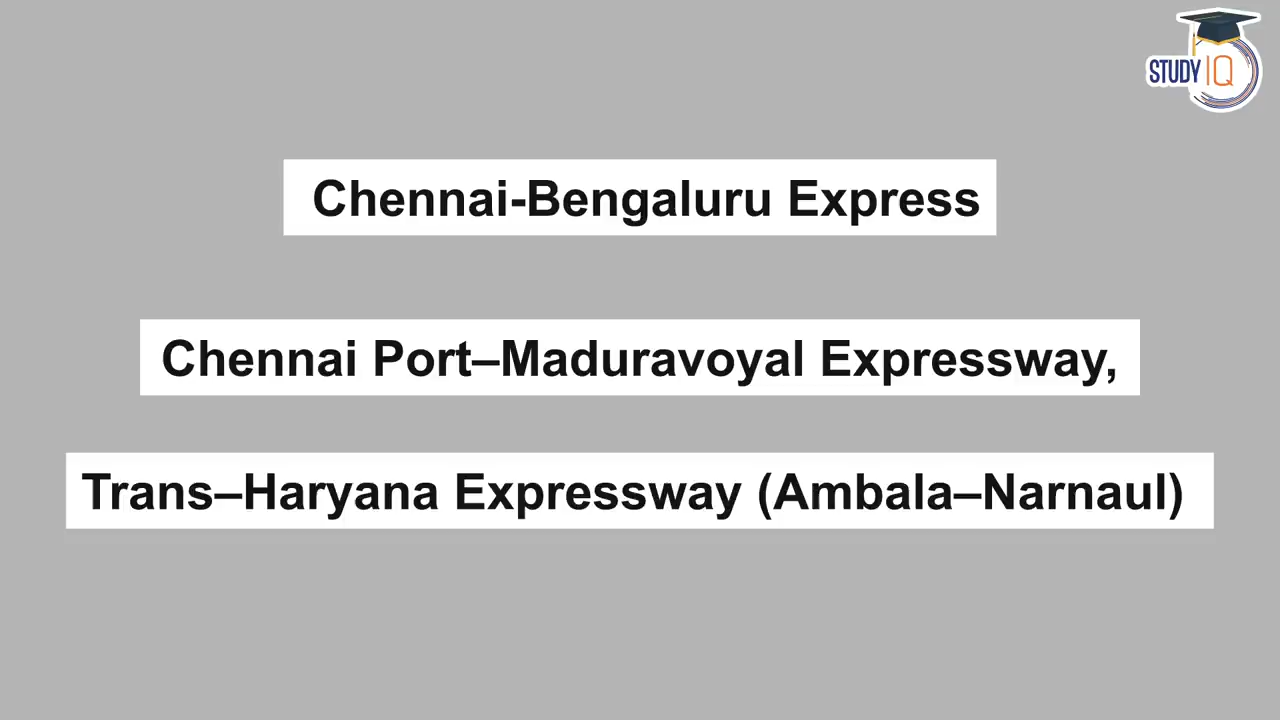 STUDY IQ
Chennai-Bengaluru Express
Chennai Port–Maduravoyal Expressway,
Trans–Haryana Expressway (Ambala–Narnaul)